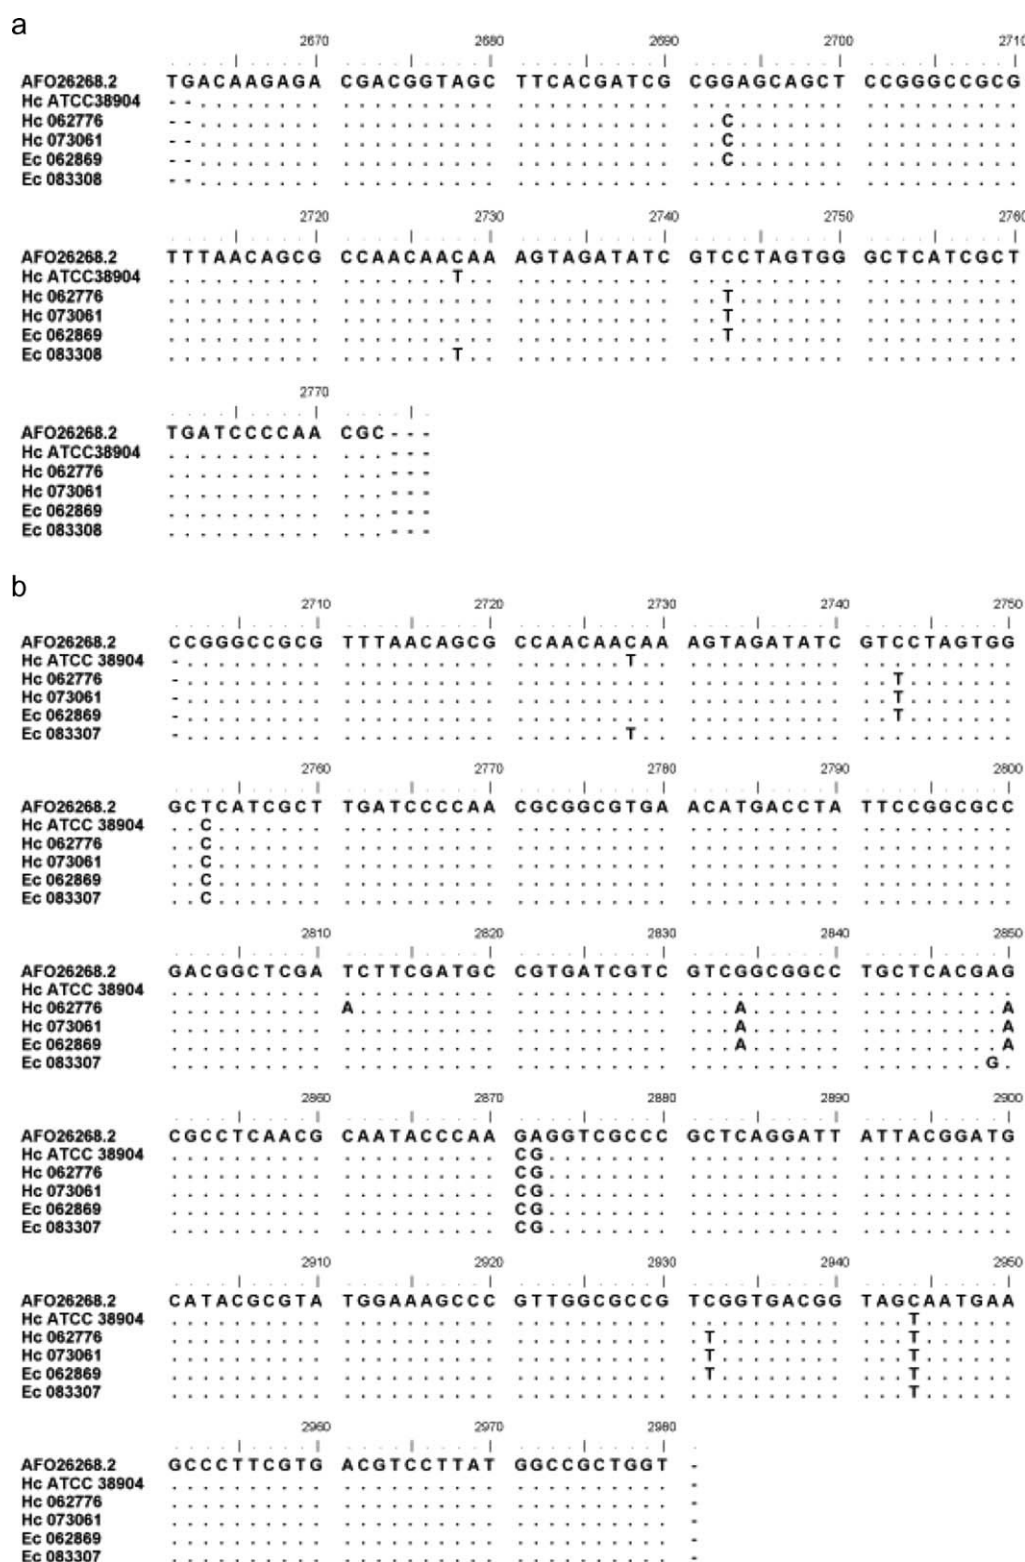 a
2670 2680 2690 2700 2710
AFO26268.2 TGACAAGAGA CGACGGTAGC TTCACGATCG CGGAGCAGCT CCGGGCCGCG
Hc ATCC38904 --........ .......... .......... .......... ..........
Hc 062776 --........ .......... .......... ..C....... ..........
Hc 073061 --........ .......... .......... ..C....... ..........
Ec 062869 --........ .......... .......... ..C....... ..........
Ec 083308 --........ .......... .......... .......... ..........
2720 2730 2740 2750 2760
AFO26268.2 TTTAACAGCG CCAACAACAA AGTAGATATC GTCCTAGTGG GCTCATCGCT
Hc ATCC38904 .......... .......T.. .......... .......... ..........
Hc 062776 .......... .......... .......... ..T....... ..........
Hc 073061 .......... .......... .......... ..T....... ..........
Ec 062869 .......... .......... .......... ..T....... ..........
Ec 083308 .......... .......T.. .......... .......... ..........
2770
AFO26268.2 TGATCCCCAA CGC---
Hc ATCC38904 .......... ...---
Hc 062776 .......... ...---
Hc 073061 .......... ...---
Ec 062869 .......... ...---
Ec 083308 .......... ...---
b
2710 2720 2730 2740 2750
AFO26268.2 CCGGGCCGCG TTTAACAGCG CCAACAACAA AGTAGATATC GTCCTAGTGG
Hc ATCC 38904 -......... .......... .......T.. .......... ..........
Hc 062776 -......... .......... .......... .......... ..T.......
Hc 073061 -......... .......... .......... .......... ..T.......
Ec 062869 -......... .......... .......... .......... ..T.......
Ec 083307 -......... .......... .......T.. .......... ..........
2760 2770 2780 2790 2800
AFO26268.2 GCTCATCGCT TGATCCCCAA CGCGGCGTGA ACATGACCTA TTCCGGCGCC
Hc ATCC 38904 ..C....... .......... .......... .......... ..........
Hc 062776 ..C....... .......... .......... .......... ..........
Hc 073061 ..C....... .......... .......... .......... ..........
Ec 062869 ..C....... .......... .......... .......... ..........
Ec 083307 ..C....... .......... .......... .......... ..........
2810 2820 2830 2840 2850
AFO26268.2 GACGGCTCGA TCTTCGATGC CGTGATCGTC GTCGGCGGCC TGCTCACGAG
Hc ATCC 38904 .......... .......... .......... .......... ..........
Hc 062776 .......... A......... .......... ...A...... .........A
Hc 073061 .......... .......... .......... ...A...... .........A
Ec 062869 .......... .......... .......... ...A...... .........A
Ec 083307 .......... .......... .......... .......... ........G.
2860 2870 2880 2890 2900
AFO26268.2 CGCCTCAACG CAATACCCAA GAGGTCGCCC GCTCAGGATT ATTACGGATG
Hc ATCC 38904 .......... .......... CG........ .......... ..........
Hc 062776 .......... .......... CG........ .......... ..........
Hc 073061 .......... .......... CG........ .......... ..........
Ec 062869 .......... .......... CG........ .......... ..........
Ec 083307 .......... .......... CG........ .......... ..........
2910 2920 2930 2940 2950
AFO26268.2 CATACGCGTA TGGAAAGCCC GTTGGCGCCG TCGGTGACGG TAGCAATGAA
Hc ATCC 38904 .......... .......... .......... .......... ...T......
Hc 062776 .......... .......... .......... .T........ ...T......
Hc 073061 .......... .......... .......... .T........ ...T......
Ec 062869 .......... .......... .......... .T........ ...T......
Ec 083307 .......... .......... .......... .......... ...T......
2960 2970 2980
AFO26268.2 GCCCTTCGTG ACGTCCTTAT GGCCGCTGGT -
Hc ATCC 38904 .......... .......... .......... -
Hc 062776 .......... .......... .......... -
Hc 073061 .......... .......... .......... -
Ec 062869 .......... .......... .......... -
Ec 083307 .......... .......... .......... -